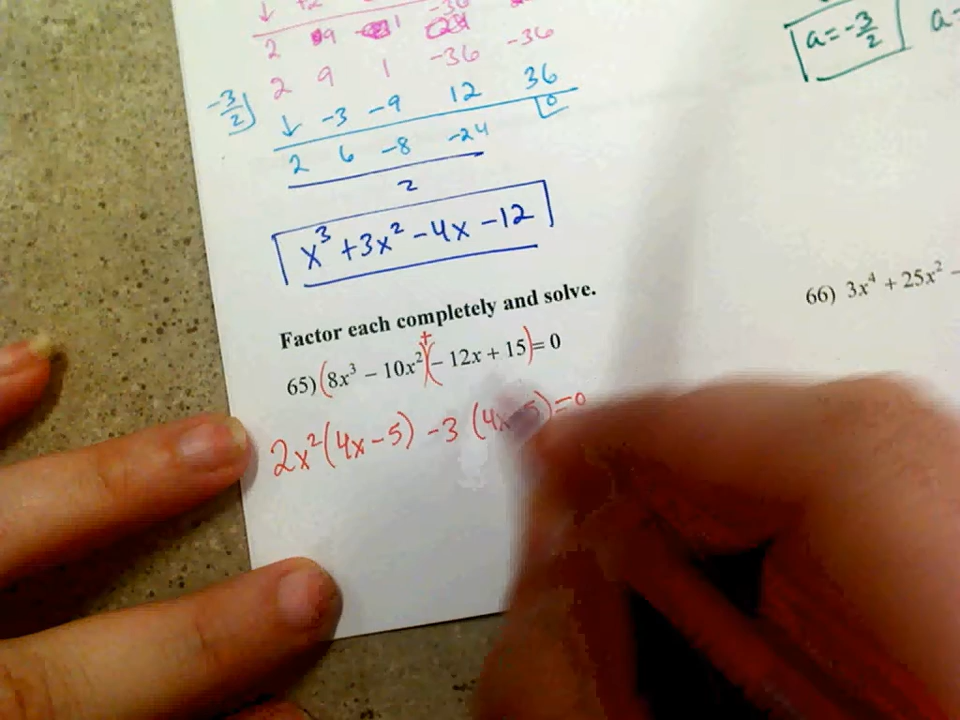 2 9 1
2 9 1 -36 -36
-3/2 ↓ -3 -9 12 36
2 6 -8 -24 0
2
x³ +3x² -4x -12
a = -3/2 a =
Factor each completely and solve.
65) (8x³ − 10x²) + (− 12x + 15) = 0
66) 3x⁴ + 25x² −
2x² (4x - 5) - 3 (4x - 5) = 0